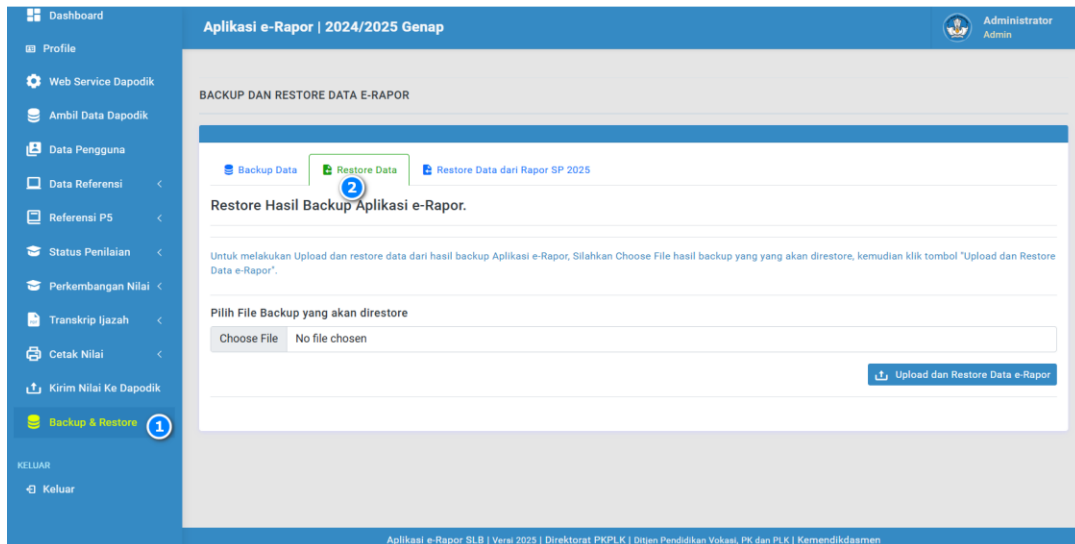 Dashboard
Profile
Web Service Dapodik
Ambil Data Dapodik
Data Pengguna
Data Referensi
Referensi P5
Status Penilaian
Perkembangan Nilai
Transkrip Ijazah
Cetak Nilai
Kirim Nilai Ke Dapodik
Backup & Restore 1
KELUAR
Keluar
Aplikasi e-Rapor | 2024/2025 Genap
Administrator
Admin
BACKUP DAN RESTORE DATA E-RAPOR
Backup Data Restore Data Restore Data dari Rapor SP 2025
2
Restore Hasil Backup Aplikasi e-Rapor.
Untuk melakukan Upload dan restore data dari hasil backup Aplikasi e-Rapor, Silahkan Choose File hasil backup yang yang akan direstore, kemudian klik tombol "Upload dan Restore
Data e-Rapor".
Pilih File Backup yang akan direstore
Choose File No file chosen
Upload dan Restore Data e-Rapor
Aplikasi e-Rapor SLB | Versi 2025 | Direktorat PKPLK | Ditjen Pendidikan Vokasi, PK dan PLK | Kemendikdasmen